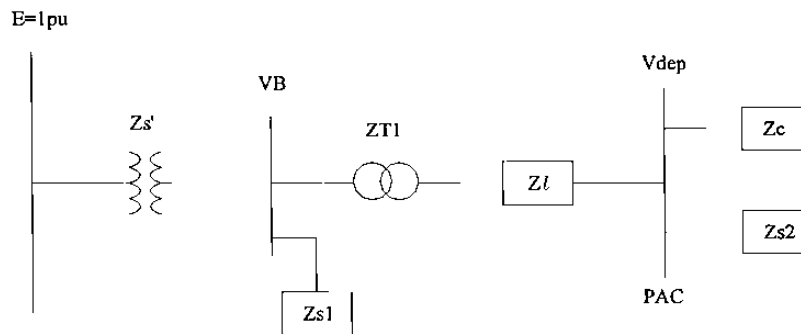 E=1pu
Zs'
VB
ZT1
Zl
Vdep
Zc
Zs2
PAC
Zs1